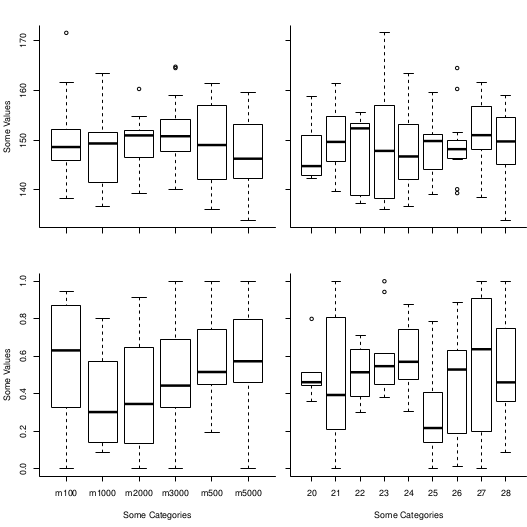 Some Values
140 150 160 170
Some Values
0.0 0.2 0.4 0.6 0.8 1.0
m100 m1000 m2000 m3000 m500 m5000
20 21 22 23 24 25 26 27 28
Some Categories
Some Categories